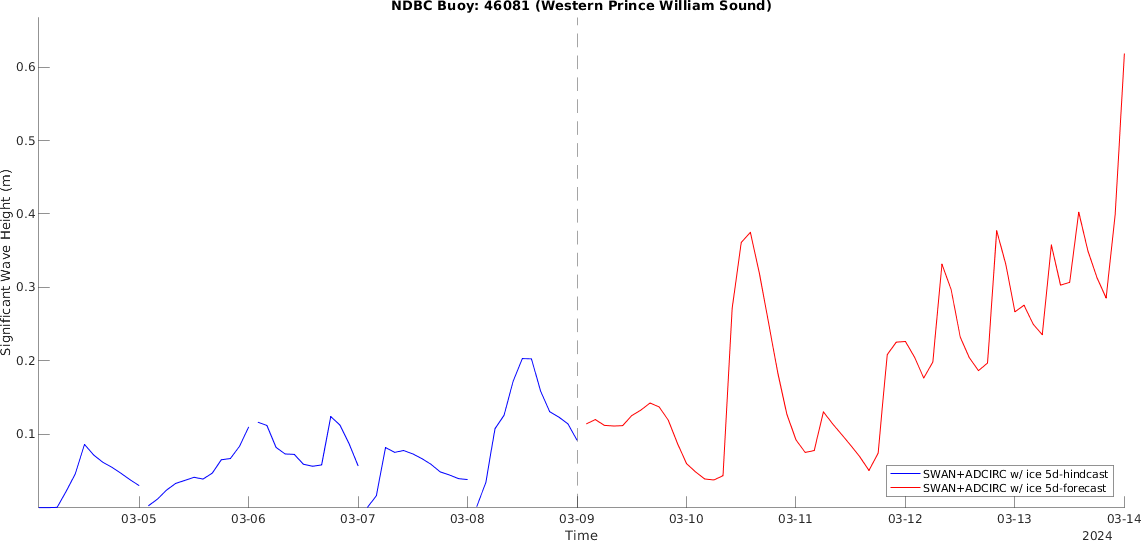 NDBC Buoy: 46081 (Western Prince William Sound)
Significant Wave Height (m)
0.6
0.5
0.4
0.3
0.2
0.1
SWAN+ADCIRC w/ ice 5d-hindcast
SWAN+ADCIRC w/ ice 5d-forecast
03-05 03-06 03-07 03-08 03-09 03-10 03-11 03-12 03-13 03-14
Time
2024